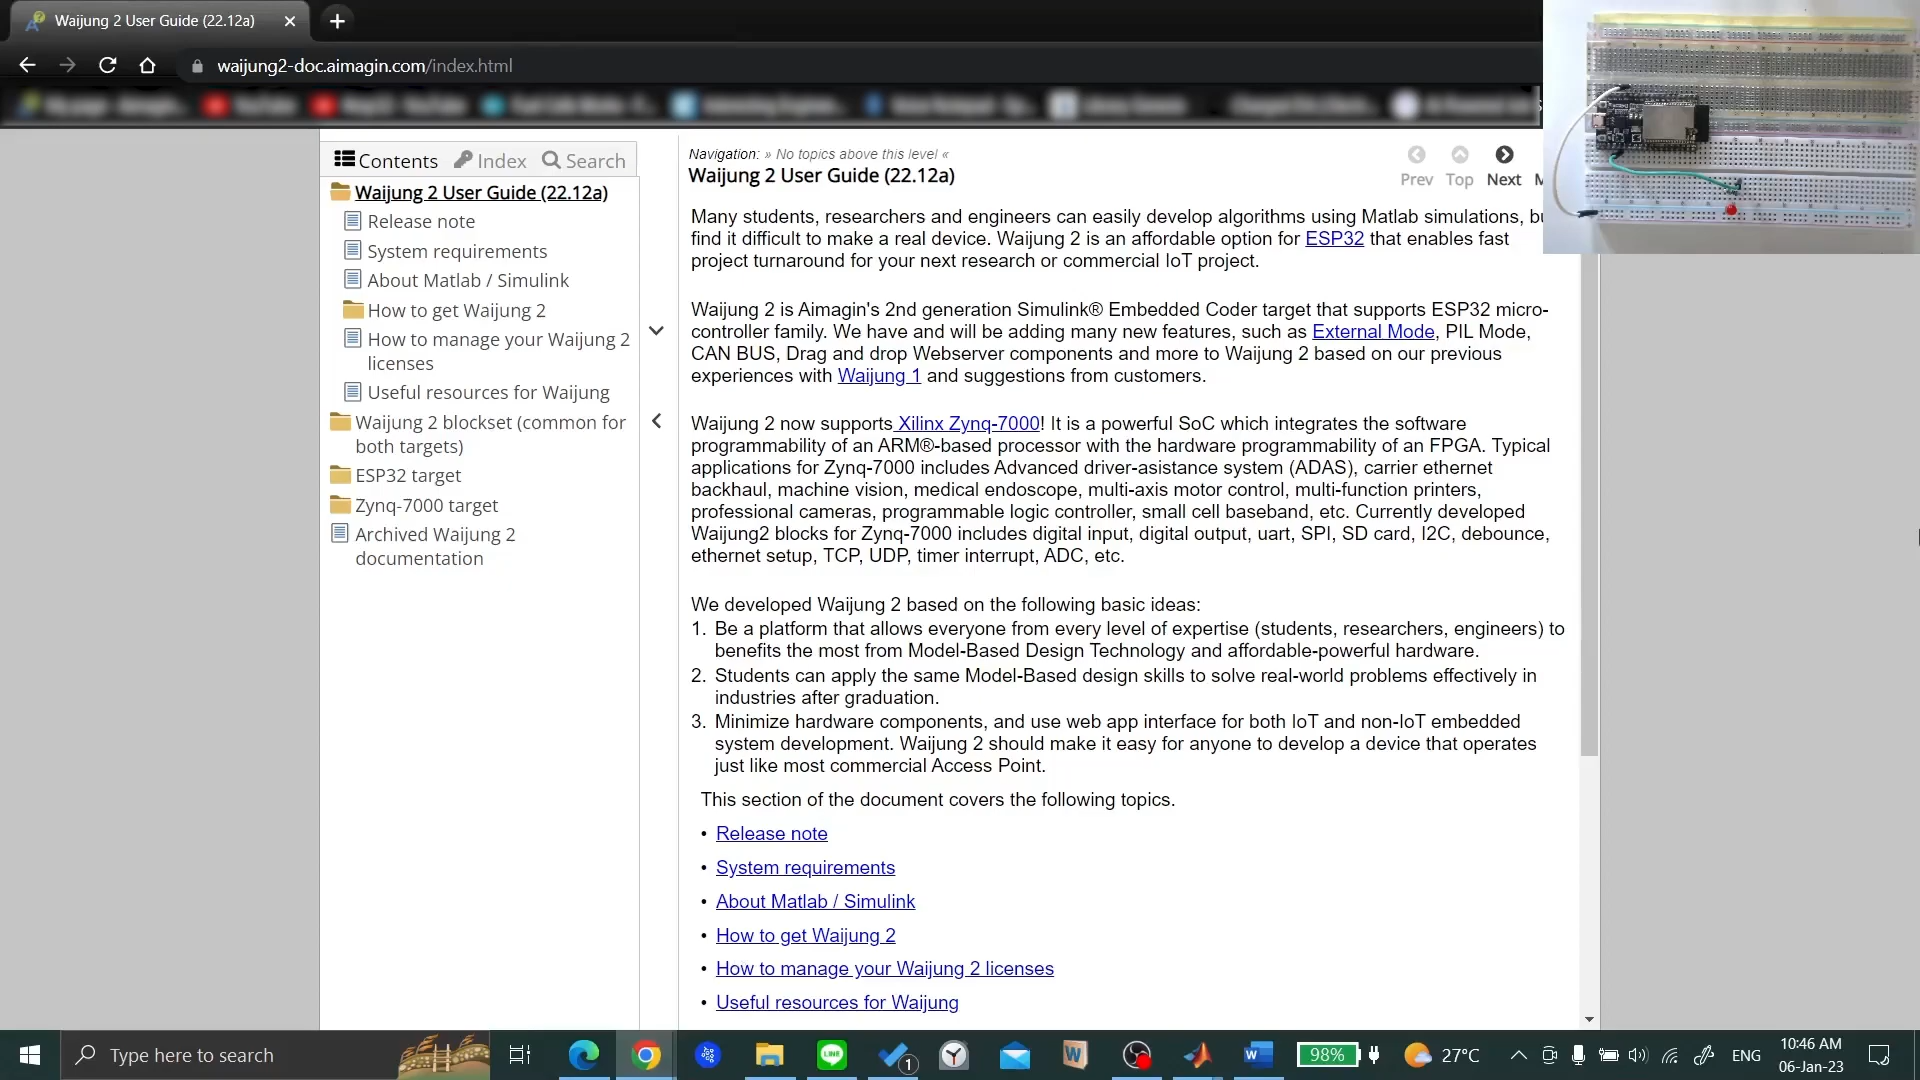 Waijung 2 User Guide (22.12a)
waijung2-doc.aimagin.com/index.html
Contents Index Search
Waijung 2 User Guide (22.12a)
Release note
System requirements
About Matlab / Simulink
How to get Waijung 2
How to manage your Waijung 2
licenses
Useful resources for Waijung
Waijung 2 blockset (common for
both targets)
ESP32 target
Zynq-7000 target
Archived Waijung 2
documentation
Navigation: » No topics above this level «
Waijung 2 User Guide (22.12a)
Prev Top Next
Many students, researchers and engineers can easily develop algorithms using Matlab simulations, bu
find it difficult to make a real device. Waijung 2 is an affordable option for ESP32 that enables fast
project turnaround for your next research or commercial IoT project.
Waijung 2 is Aimagin's 2nd generation Simulink® Embedded Coder target that supports ESP32 micro-
controller family. We have and will be adding many new features, such as External Mode, PIL Mode,
CAN BUS, Drag and drop Webserver components and more to Waijung 2 based on our previous
experiences with Waijung 1 and suggestions from customers.
Waijung 2 now supports Xilinx Zynq-7000! It is a powerful SoC which integrates the software
programmability of an ARM®-based processor with the hardware programmability of an FPGA. Typical
applications for Zynq-7000 includes Advanced driver-asistance system (ADAS), carrier ethernet
backhaul, machine vision, medical endoscope, multi-axis motor control, multi-function printers,
professional cameras, programmable logic controller, small cell baseband, etc. Currently developed
Waijung2 blocks for Zynq-7000 includes digital input, digital output, uart, SPI, SD card, I2C, debounce,
ethernet setup, TCP, UDP, timer interrupt, ADC, etc.
We developed Waijung 2 based on the following basic ideas:
1. Be a platform that allows everyone from every level of expertise (students, researchers, engineers) to
benefits the most from Model-Based Design Technology and affordable-powerful hardware.
2. Students can apply the same Model-Based design skills to solve real-world problems effectively in
industries after graduation.
3. Minimize hardware components, and use web app interface for both IoT and non-IoT embedded
system development. Waijung 2 should make it easy for anyone to develop a device that operates
just like most commercial Access Point.
This section of the document covers the following topics.
• Release note
• System requirements
• About Matlab / Simulink
• How to get Waijung 2
• How to manage your Waijung 2 licenses
• Useful resources for Waijung
Type here to search
LINE
1
98%
27°C
ENG
10:46 AM
06-Jan-23